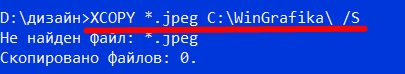 D:\дизайн>XCOPY *.jpeg C:\WinGrafika\ /S
Не найден файл: *.jpeg
Скопировано файлов: 0.